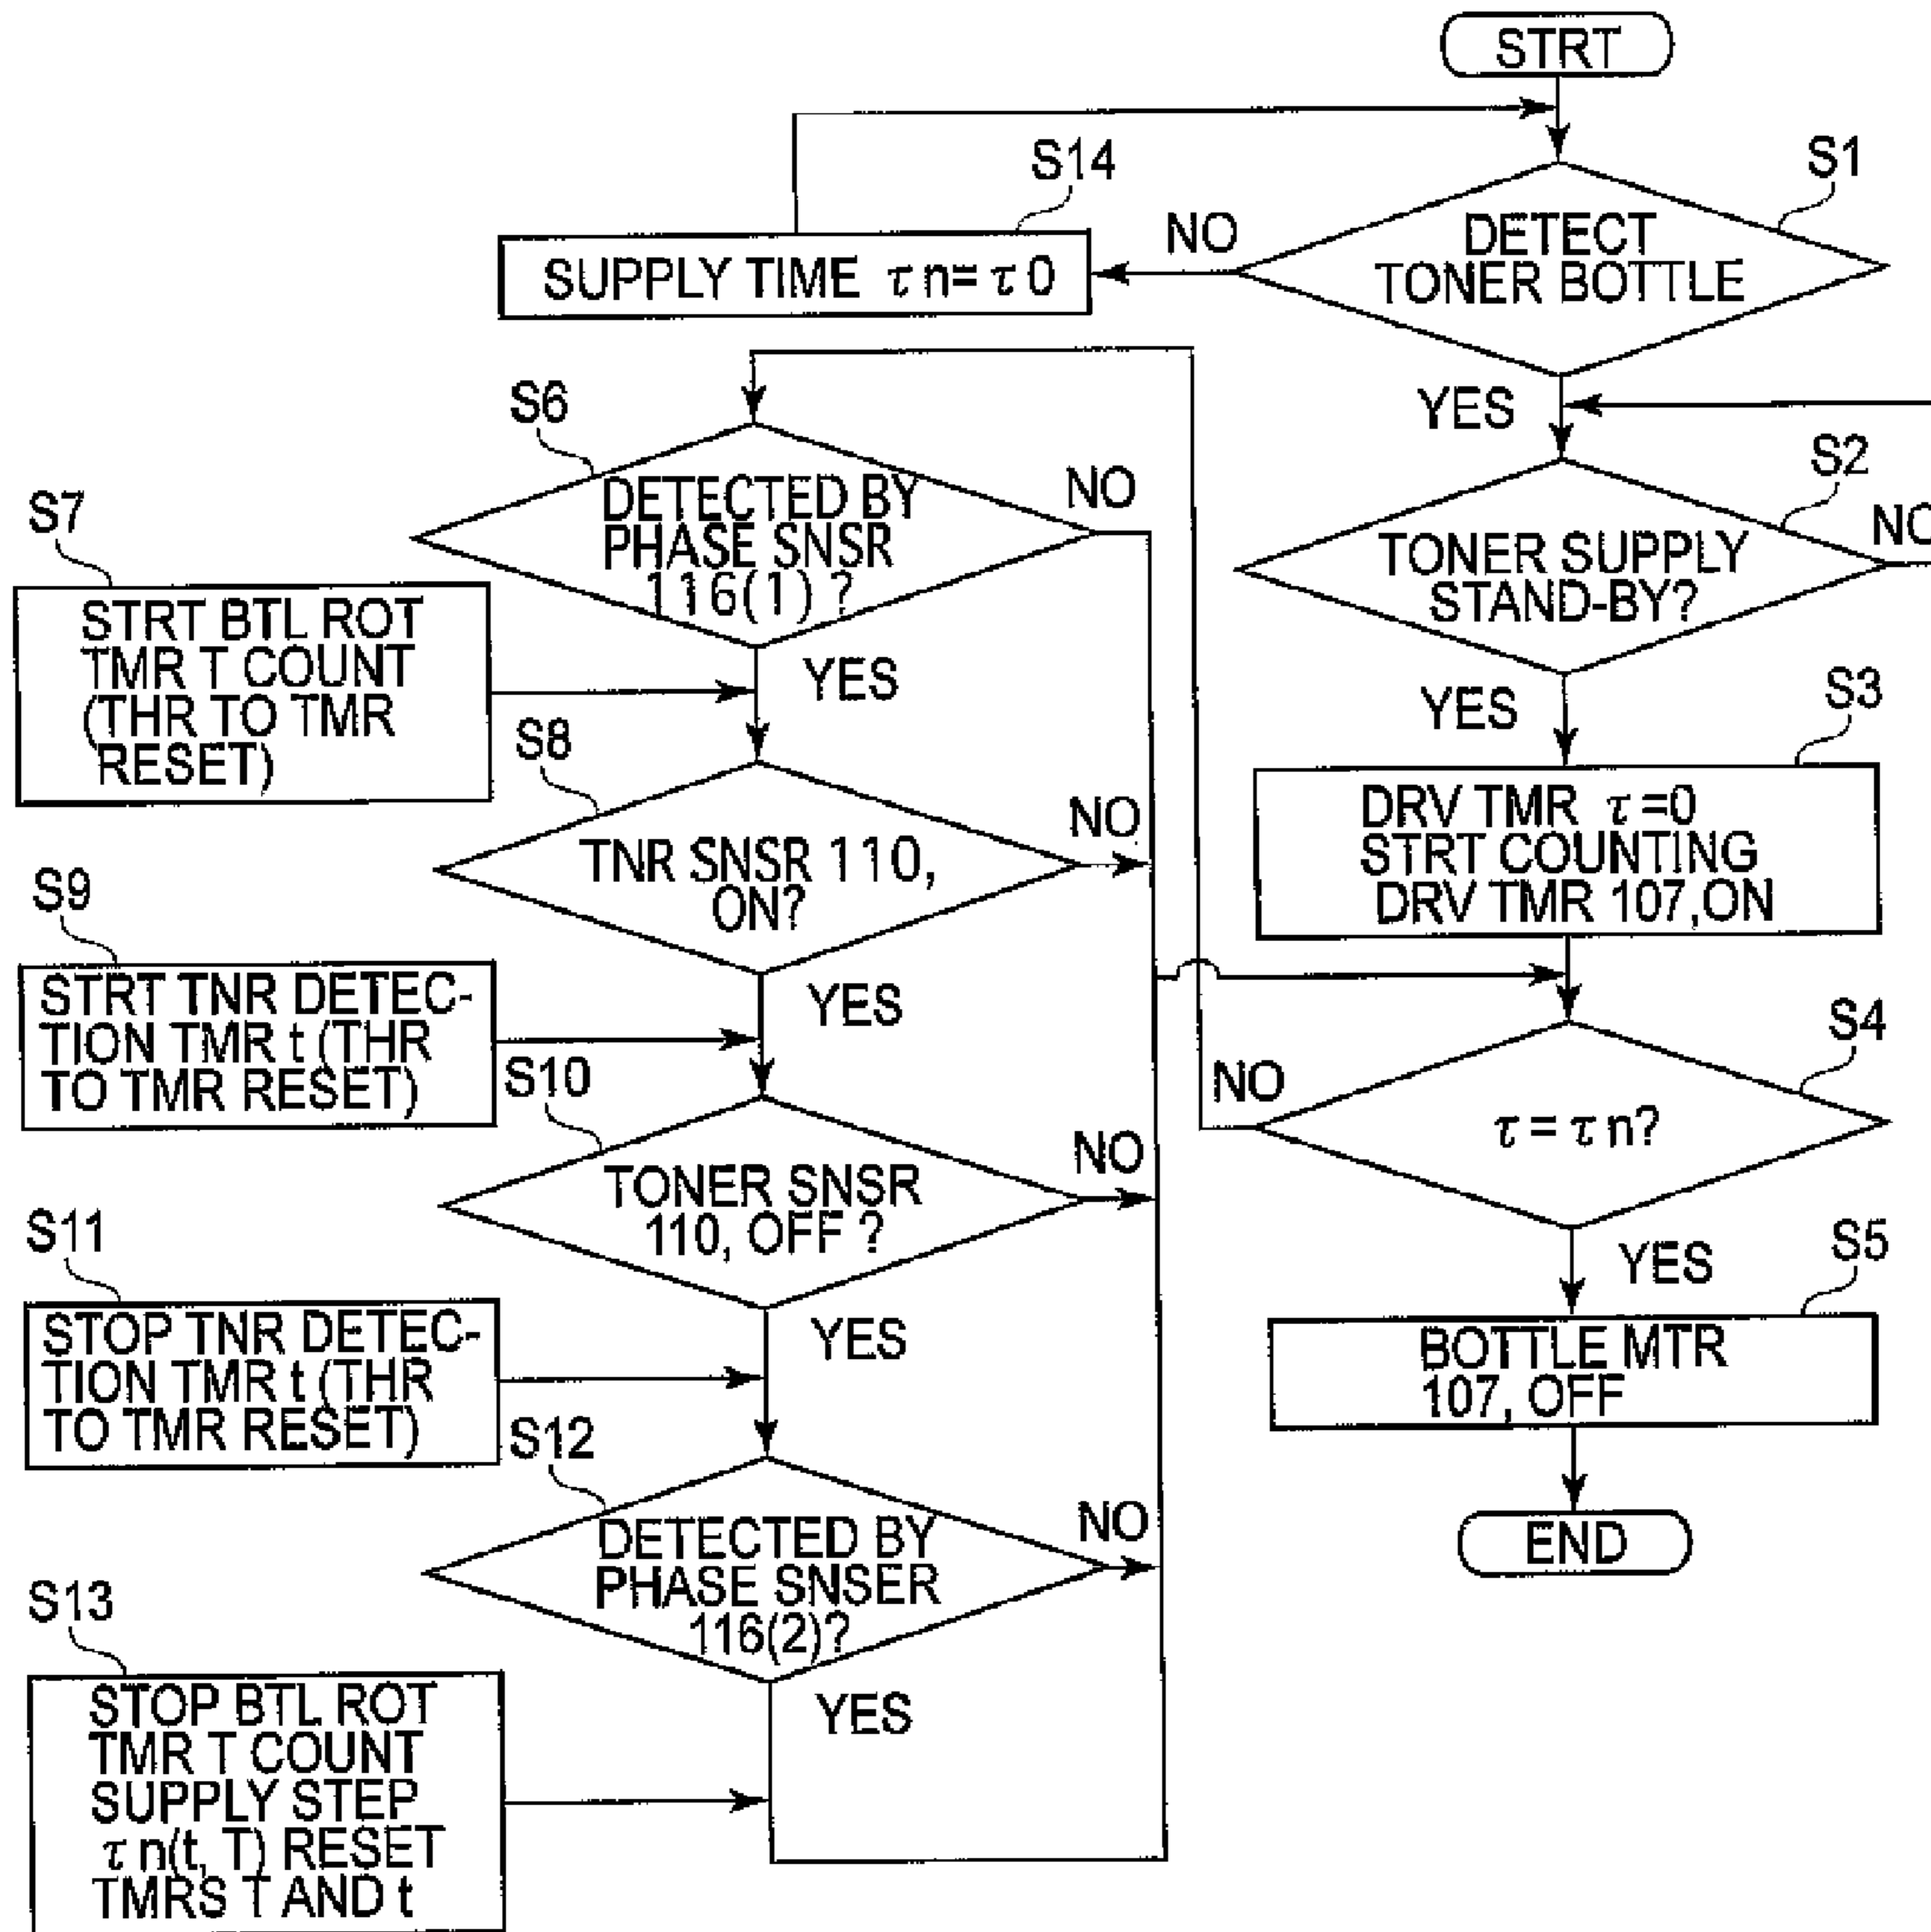 STRT
S1
DETECT
TONER BOTTLE
NO
YES
S14
SUPPLY TIME τn=τ0
S2
TONER SUPPLY
STAND-BY?
NO
YES
S3
DRV TMR τ=0
STRT COUNTING
DRV TMR 107,ON
S4
τ=τn?
NO
YES
S5
BOTTLE MTR
107, OFF
END
S6
DETECTED BY
PHASE SNSR
116(1) ?
NO
YES
S7
STRT BTL ROT
TMR T COUNT
(THR TO TMR
RESET)
S8
TNR SNSR 110,
ON?
NO
YES
S9
STRT TNR DETEC-
TION TMR t (THR
TO TMR RESET)
S10
TONER SNSR
110, OFF ?
NO
YES
S11
STOP TNR DETEC-
TION TMR t (THR
TO TMR RESET)
S12
DETECTED BY
PHASE SNSER
116(2)?
NO
YES
S13
STOP BTL ROT
TMR T COUNT
SUPPLY STEP
τn(t, T) RESET
TMRS T AND t